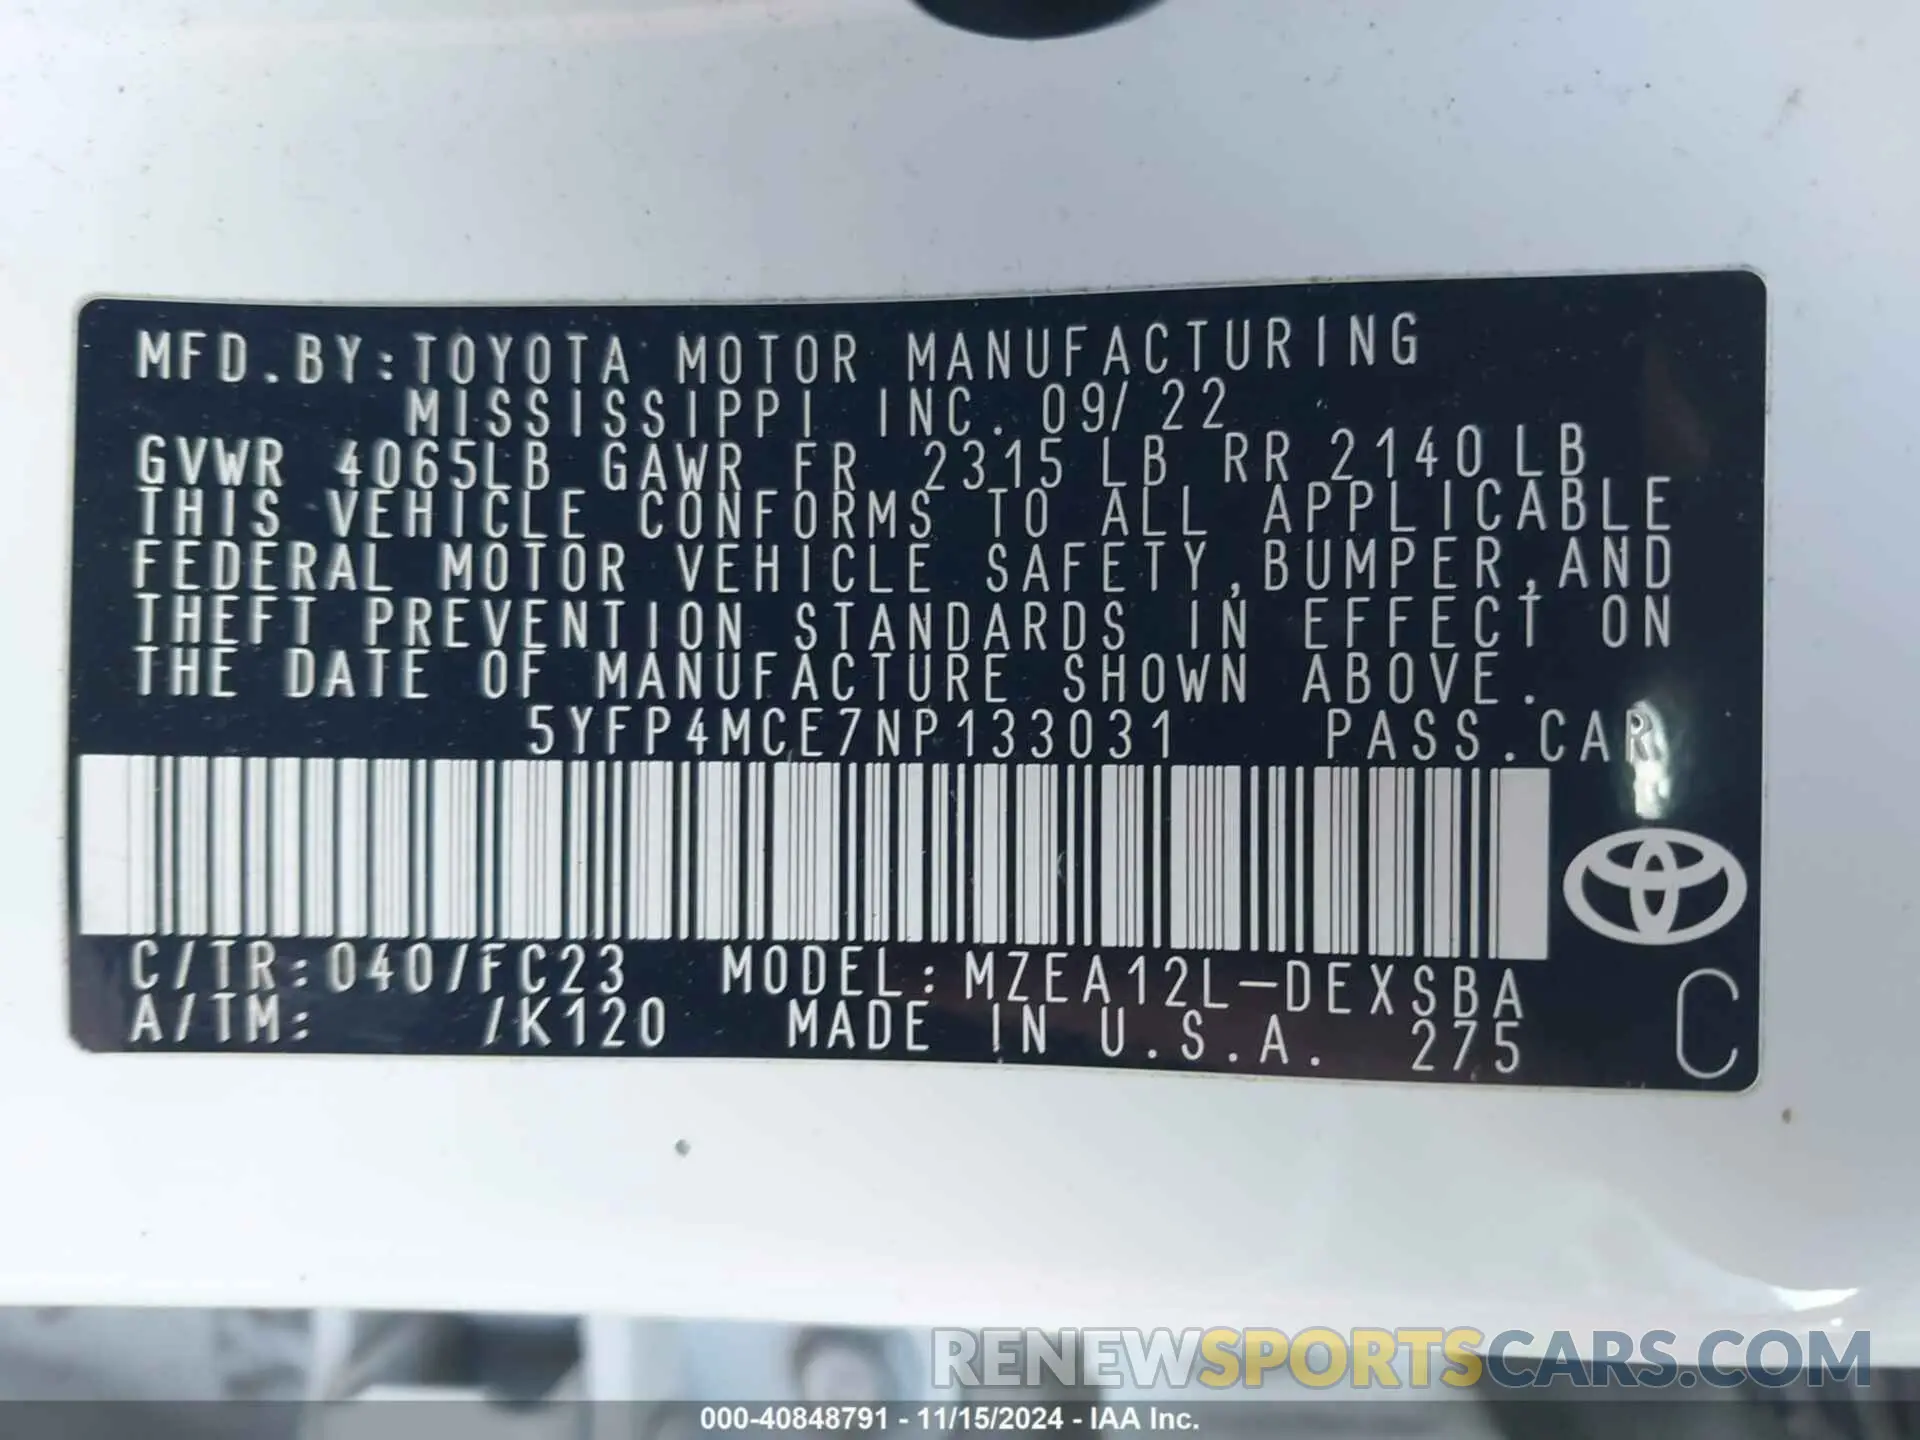 MFD.BY:TOYOTA MOTOR MANUFACTURING
MISSISSIPPI INC. 09/22
GVWR 4065LB GAWR FR 2315 LB RR 2140LB
THIS VEHICLE CONFORMS TO ALL APPLICABLE
FEDERAL MOTOR VEHICLE SAFETY,BUMPER,AND
THEFT PREVENTION STANDARDS IN EFFECT ON
THE DATE OF MANUFACTURE SHOWN ABOVE.
5YFP4MCE7NP133031 PASS.CAR
C/TR:040/FC23 MODEL:MZEA12L-DEXSBA
A/TM: /K120 MADE IN U.S.A. 275
C
RENEWSPORTSCARS.COM
000-40848791 - 11/15/2024 - IAA Inc.